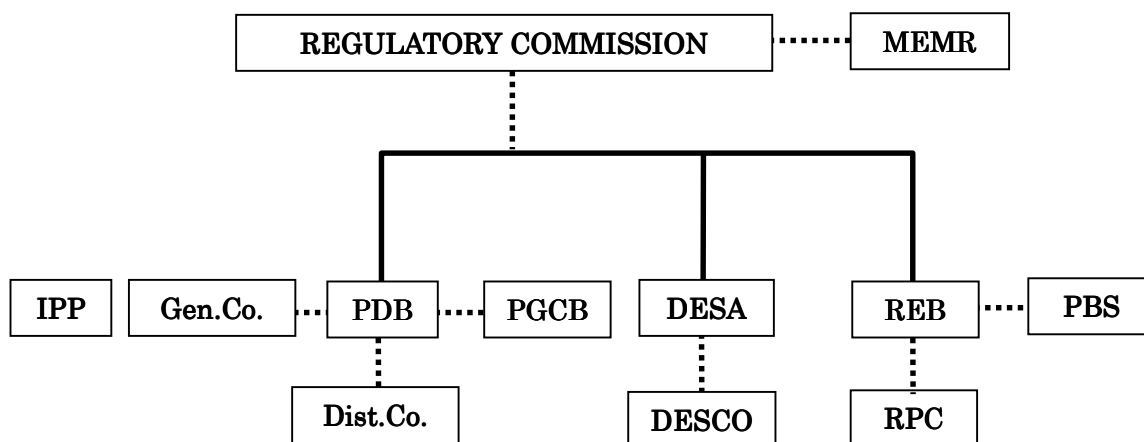 REGULATORY COMMISSION
MEMR
IPP
Gen.Co.
PDB
PGCB
DESA
REB
PBS
Dist.Co.
DESCO
RPC